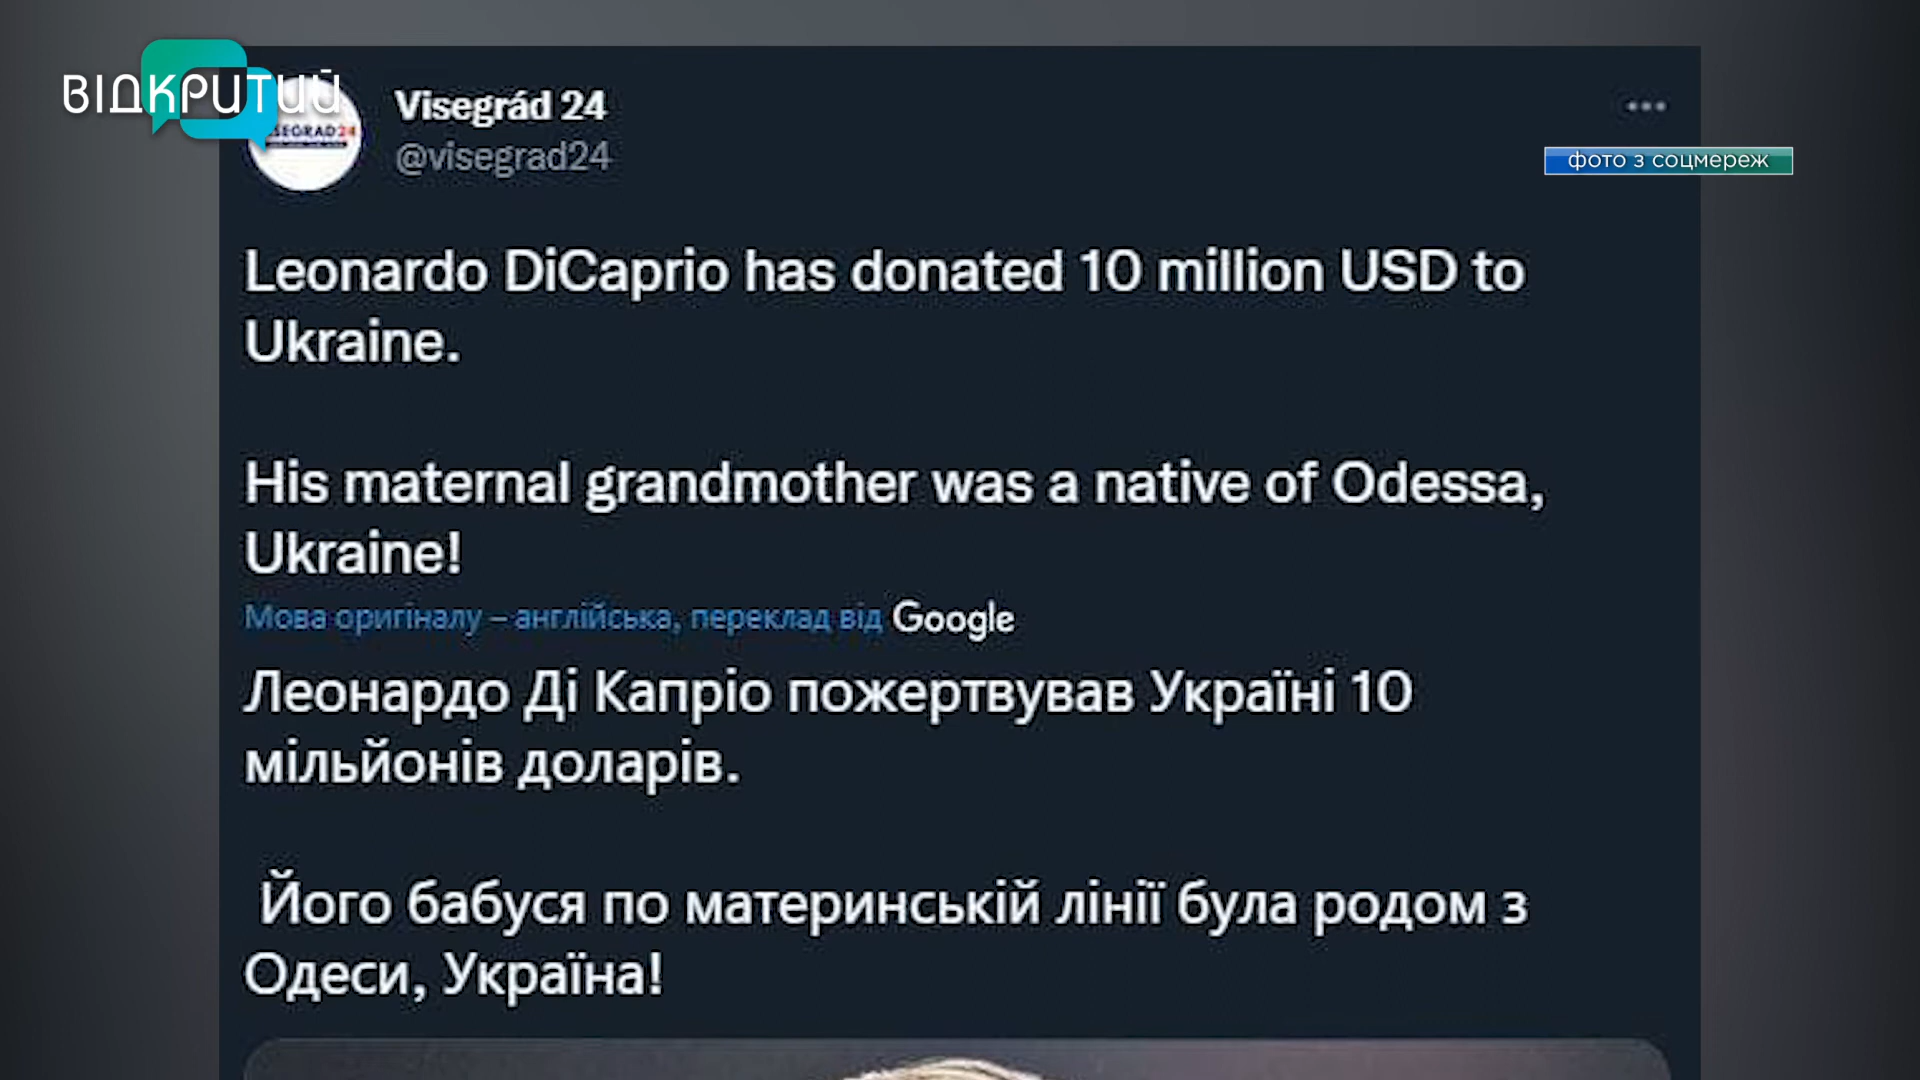 ВІДКРИТИЙ
SEGRAD24
Visegrád 24
@visegrad24
фото з соцмереж
Leonardo DiCaprio has donated 10 million USD to
Ukraine.
His maternal grandmother was a native of Odessa,
Ukraine!
Мова оригіналу – англійська, переклад від Google
Леонардо Ді Капріо пожертвував Україні 10
мільйонів доларів.
Його бабуся по материнській лінії була родом з
Одеси, Україна!